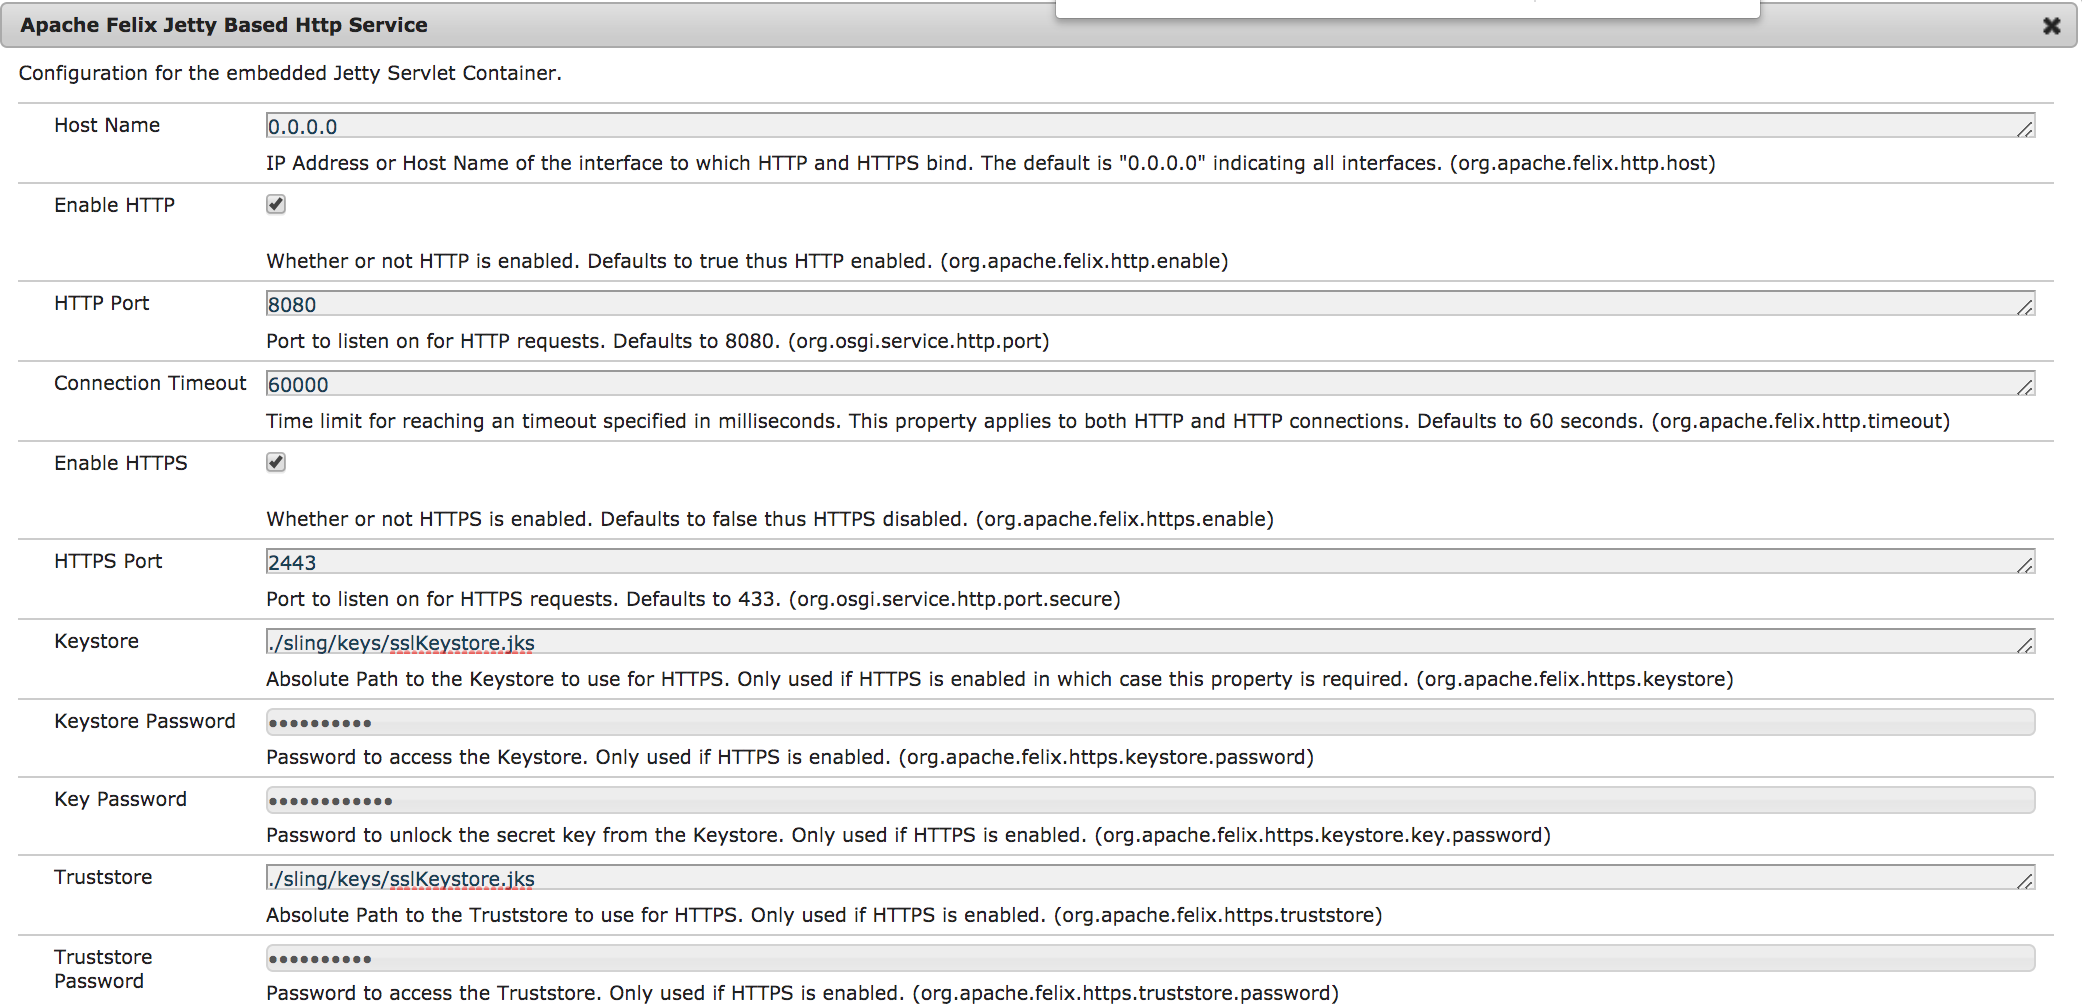 Apache Felix Jetty Based Http Service
Configuration for the embedded Jetty Servlet Container.
Host Name
0.0.0.0
IP Address or Host Name of the interface to which HTTP and HTTPS bind. The default is "0.0.0.0" indicating all interfaces. (org.apache.felix.http.host)
Enable HTTP
Whether or not HTTP is enabled. Defaults to true thus HTTP enabled. (org.apache.felix.http.enable)
HTTP Port
8080
Port to listen on for HTTP requests. Defaults to 8080. (org.osgi.service.http.port)
Connection Timeout
60000
Time limit for reaching an timeout specified in milliseconds. This property applies to both HTTP and HTTP connections. Defaults to 60 seconds. (org.apache.felix.http.timeout)
Enable HTTPS
Whether or not HTTPS is enabled. Defaults to false thus HTTPS disabled. (org.apache.felix.https.enable)
HTTPS Port
2443
Port to listen on for HTTPS requests. Defaults to 433. (org.osgi.service.http.port.secure)
Keystore
./sling/keys/sslKeystore.jks
Absolute Path to the Keystore to use for HTTPS. Only used if HTTPS is enabled in which case this property is required. (org.apache.felix.https.keystore)
Keystore Password
••••••••••
Password to access the Keystore. Only used if HTTPS is enabled. (org.apache.felix.https.keystore.password)
Key Password
••••••••••••
Password to unlock the secret key from the Keystore. Only used if HTTPS is enabled. (org.apache.felix.https.keystore.key.password)
Truststore
./sling/keys/sslKeystore.jks
Absolute Path to the Truststore to use for HTTPS. Only used if HTTPS is enabled. (org.apache.felix.https.truststore)
Truststore
Password
••••••••••
Password to access the Truststore. Only used if HTTPS is enabled. (org.apache.felix.https.truststore.password)